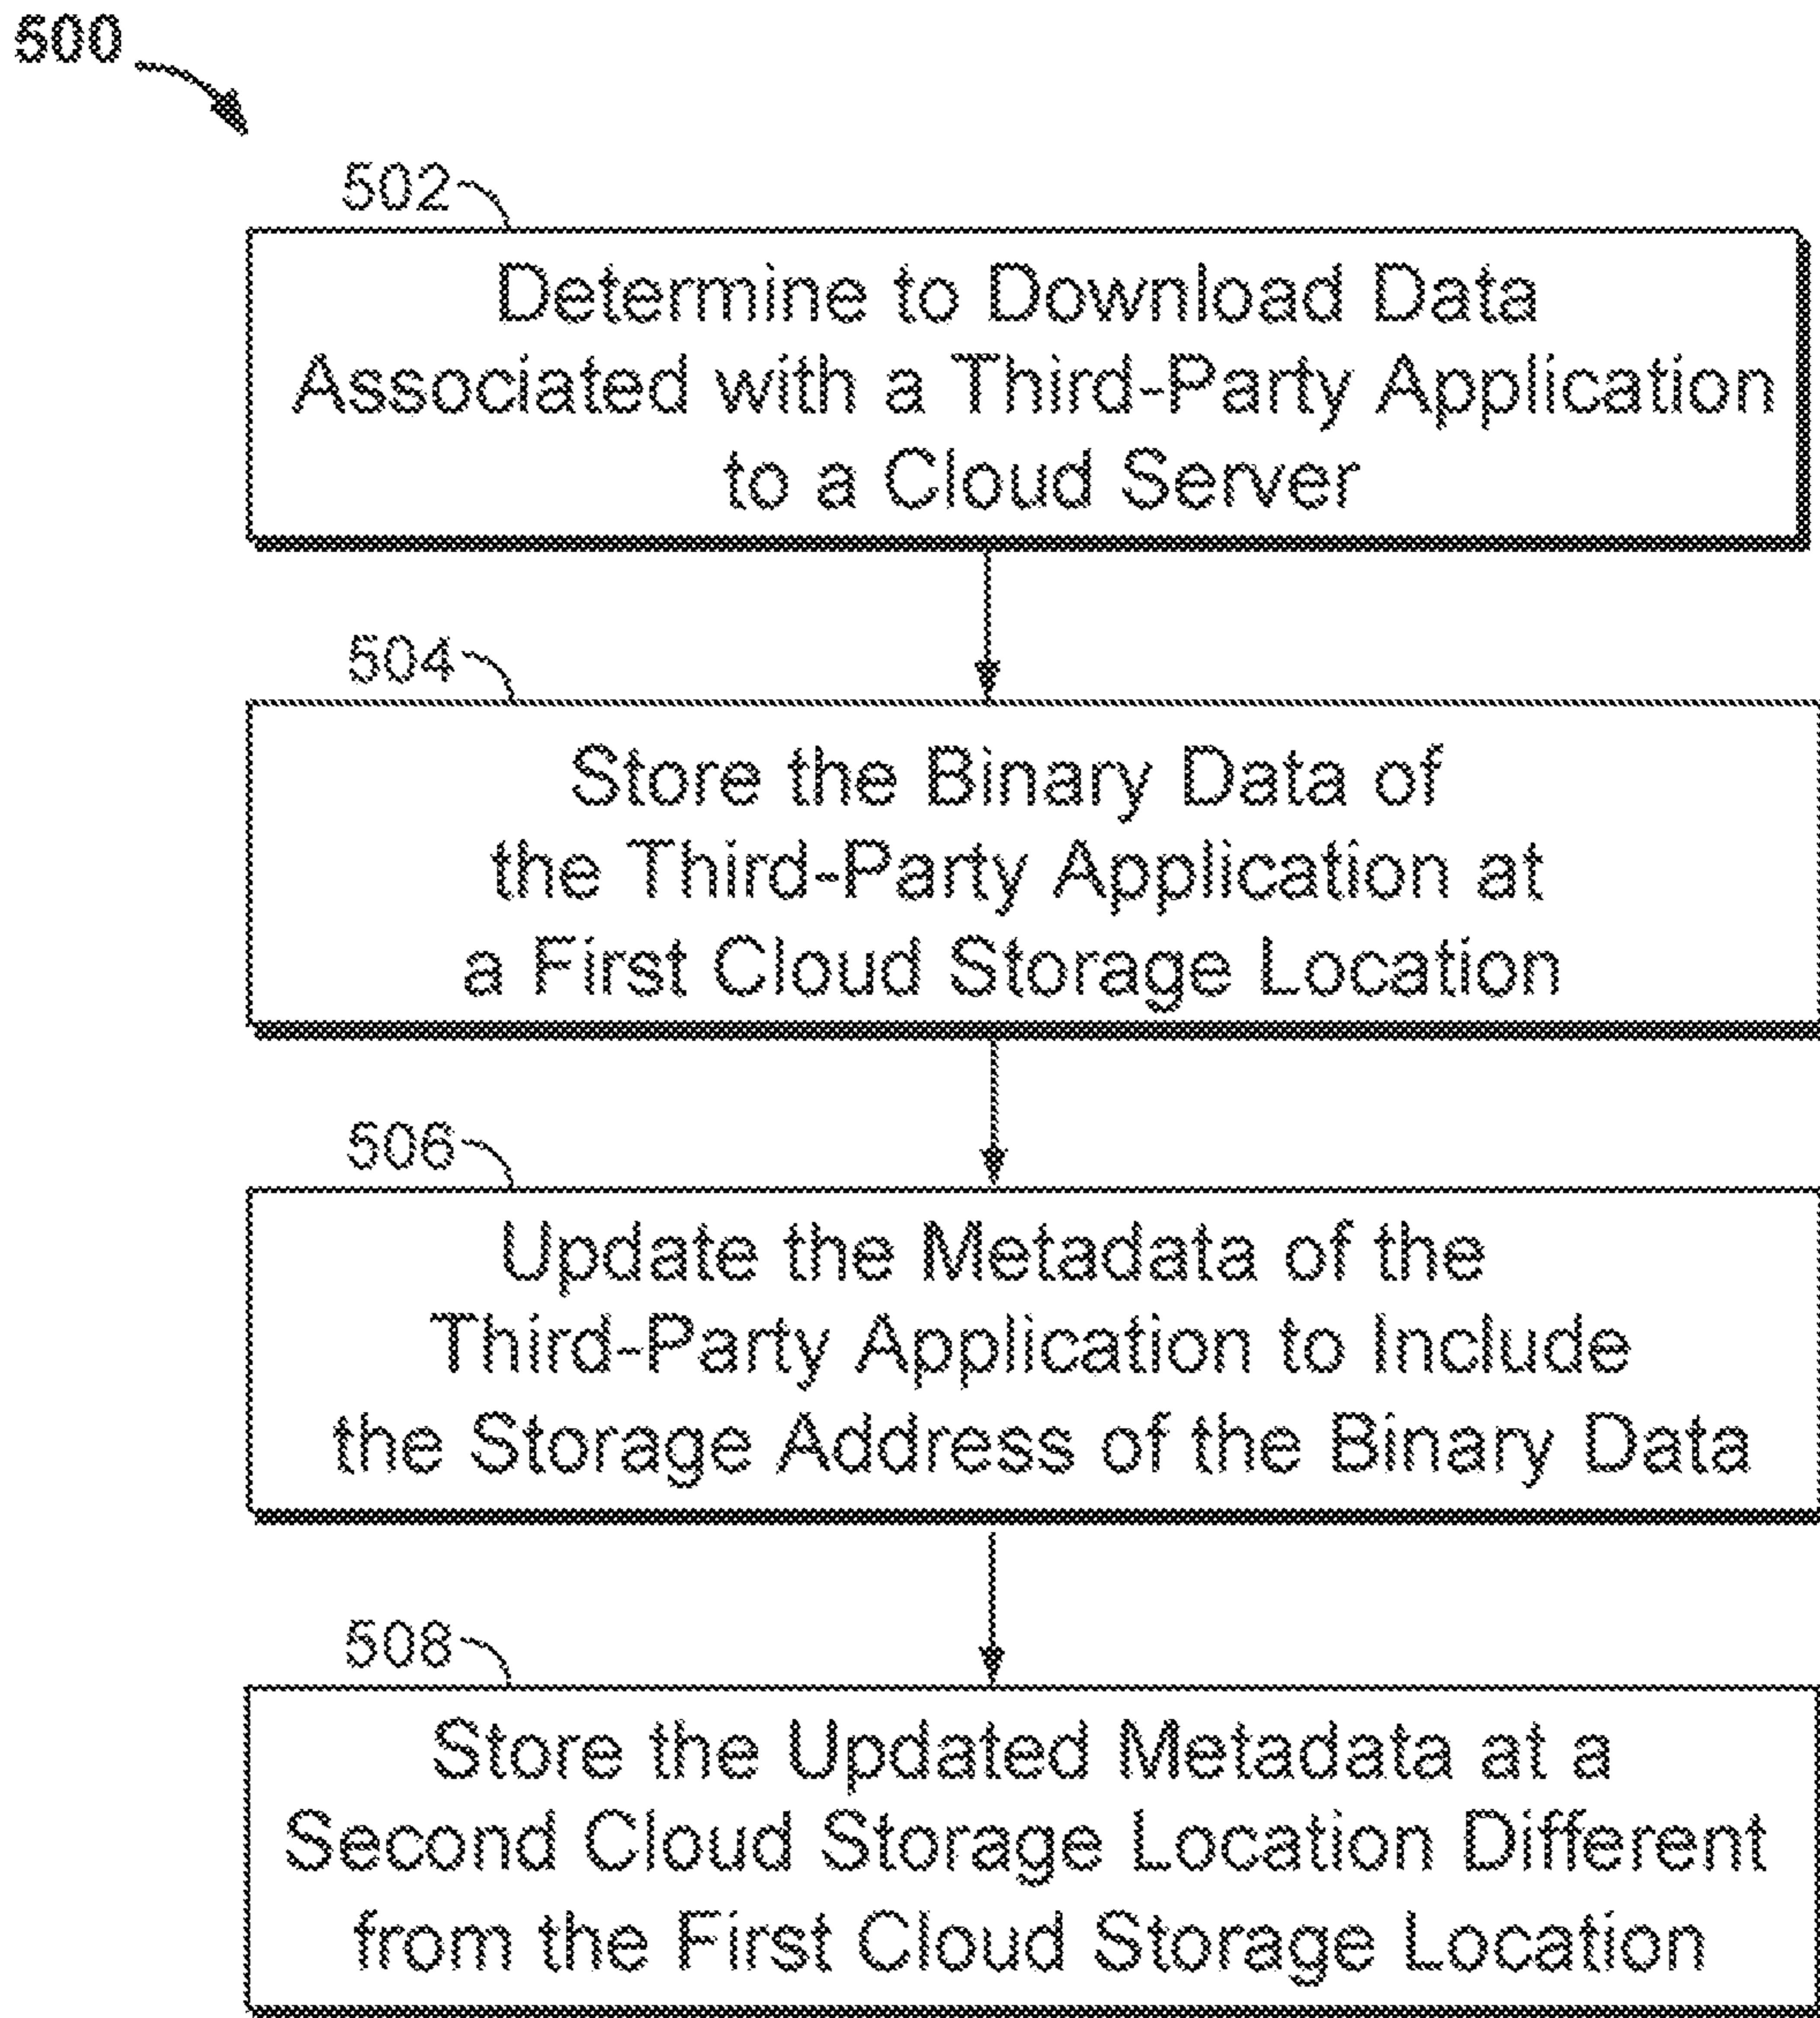 500
502
Determine to Download Data
Associated with a Third-Party Application
to a Cloud Server
504
Store the Binary Data of
the Third-Party Application at
a First Cloud Storage Location
506
Update the Metadata of the
Third-Party Application to Include
the Storage Address of the Binary Data
508
Store the Updated Metadata at a
Second Cloud Storage Location Different
from the First Cloud Storage Location